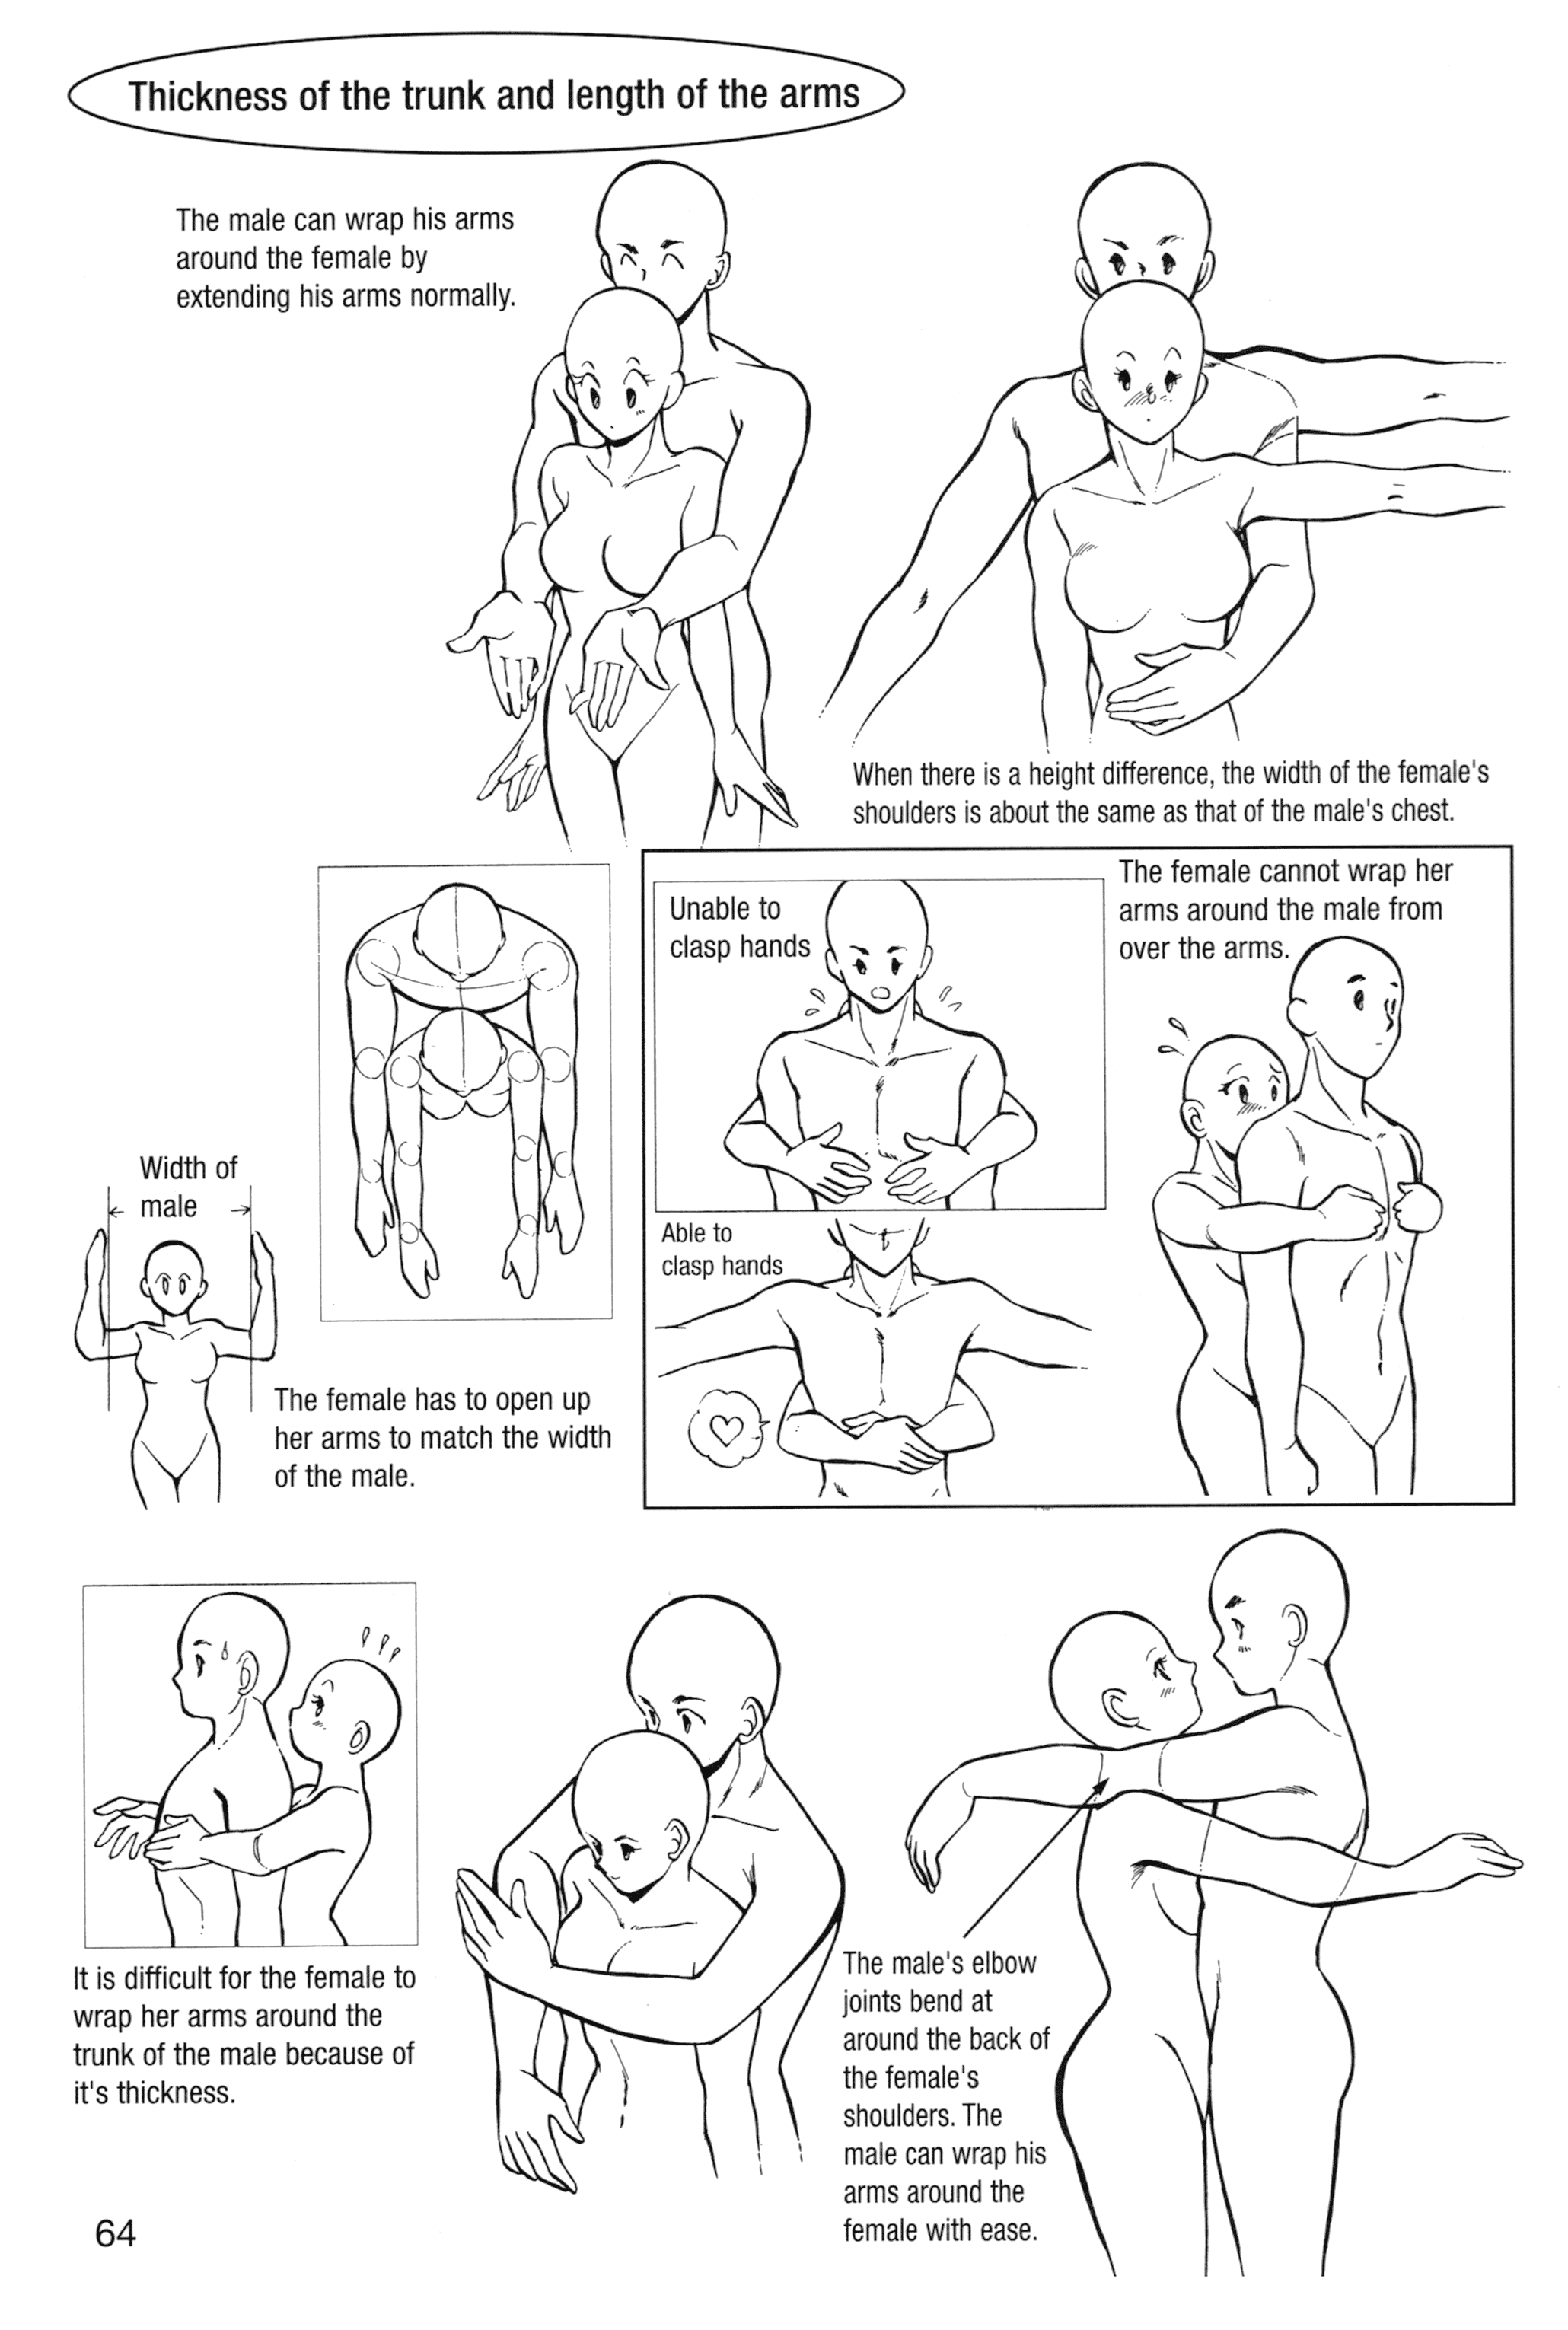 Thickness of the trunk and length of the arms
The male can wrap his arms
around the female by
extending his arms normally.
When there is a height difference, the width of the female's
shoulders is about the same as that of the male's chest.
Unable to
clasp hands
The female cannot wrap her
arms around the male from
over the arms.
Able to
clasp hands
Width of
male
The female has to open up
her arms to match the width
of the male.
It is difficult for the female to
wrap her arms around the
trunk of the male because of
it's thickness.
The male's elbow
joints bend at
around the back of
the female's
shoulders. The
male can wrap his
arms around the
female with ease.
64